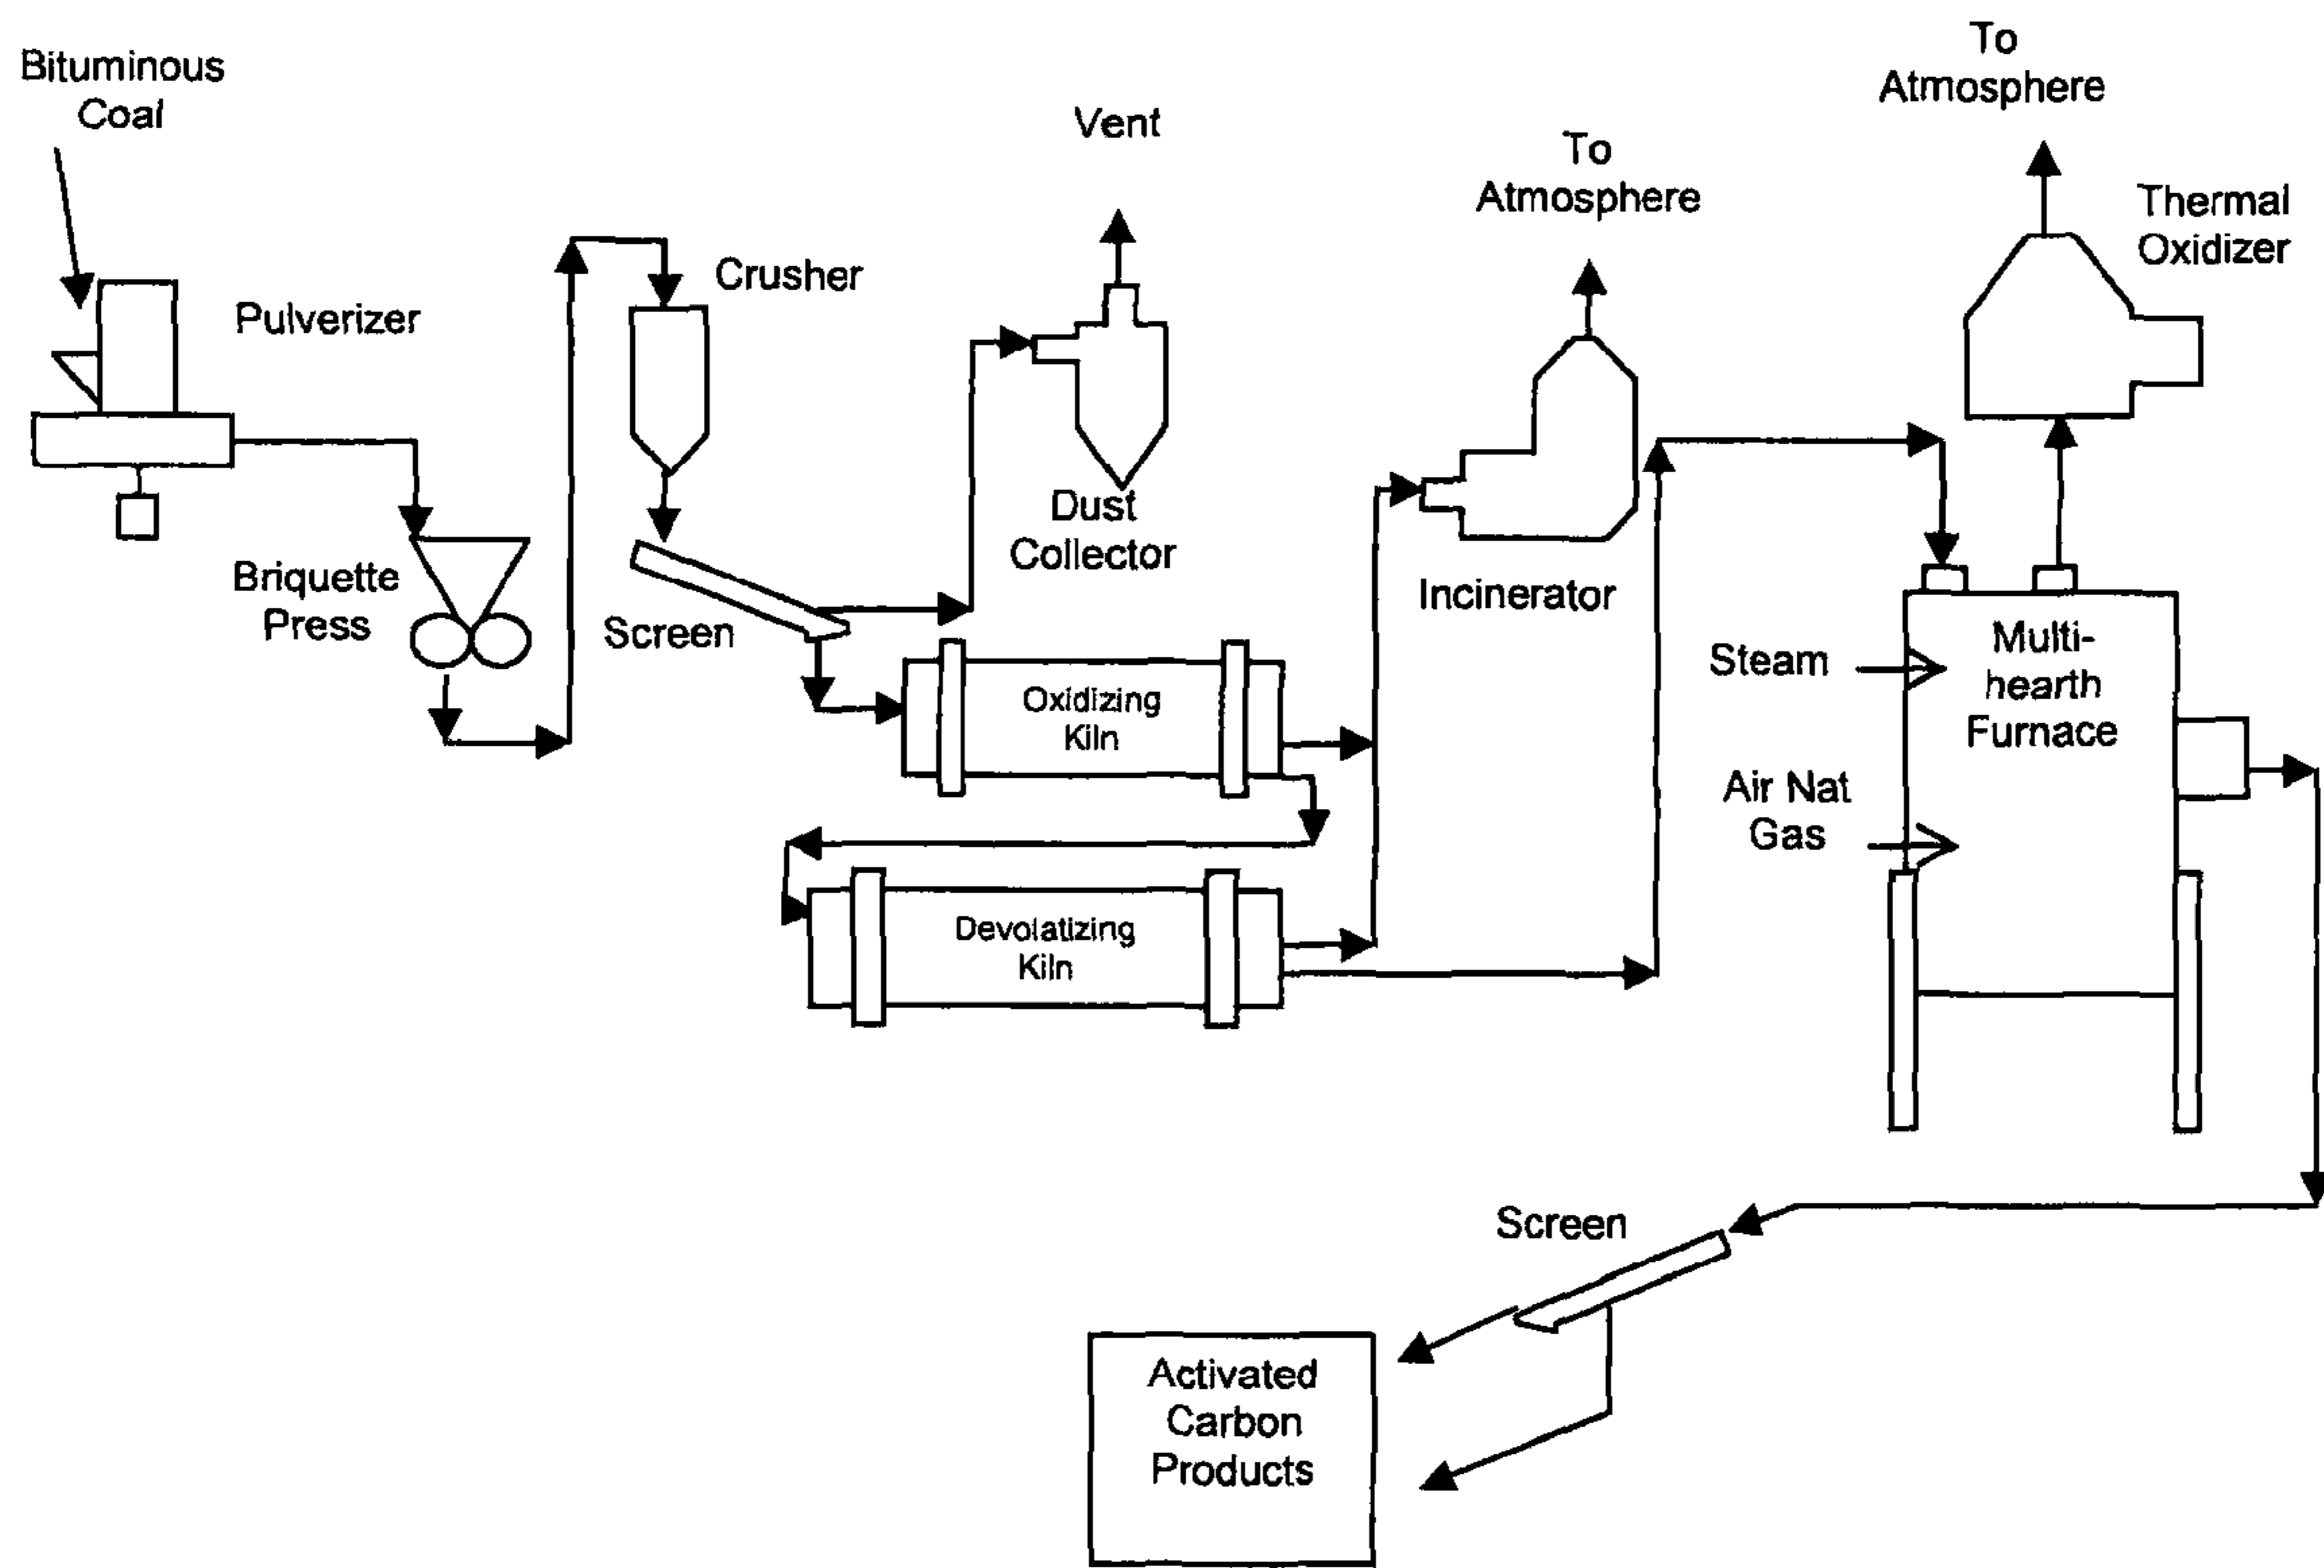 Bituminous
Coal
Pulverizer
Briquette
Press
Crusher
Screen
Vent
Dust
Collector
Oxidizing
Kiln
Devolatizing
Kiln
To
Atmosphere
Incinerator
To
Atmosphere
Thermal
Oxidizer
Steam
Air Nat
Gas
Multi-
hearth
Furnace
Screen
Activated
Carbon
Products